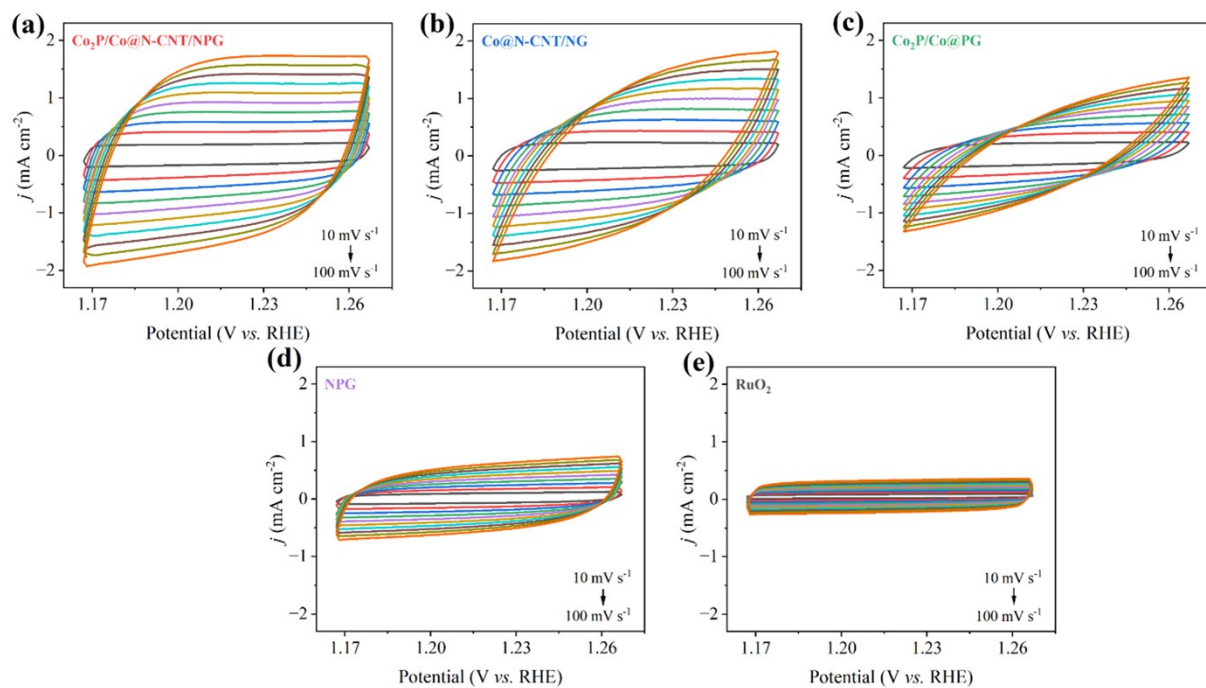 (a)
Co₂P/Co@N-CNT/NPG
2
1
0
−1
−2
j (mA cm⁻²)
10 mV s⁻¹
100 mV s⁻¹
1.17 1.20 1.23 1.26
Potential (V vs. RHE)
(b)
Co@N-CNT/NG
2
1
0
−1
−2
j (mA cm⁻²)
10 mV s⁻¹
100 mV s⁻¹
1.17 1.20 1.23 1.26
Potential (V vs. RHE)
(c)
Co₂P/Co@PG
2
1
0
−1
−2
j (mA cm⁻²)
10 mV s⁻¹
100 mV s⁻¹
1.17 1.20 1.23 1.26
Potential (V vs. RHE)
(d)
NPG
2
1
0
−1
−2
j (mA cm⁻²)
10 mV s⁻¹
100 mV s⁻¹
1.17 1.20 1.23 1.26
Potential (V vs. RHE)
(e)
RuO₂
2
1
0
−1
−2
j (mA cm⁻²)
10 mV s⁻¹
100 mV s⁻¹
1.17 1.20 1.23 1.26
Potential (V vs. RHE)